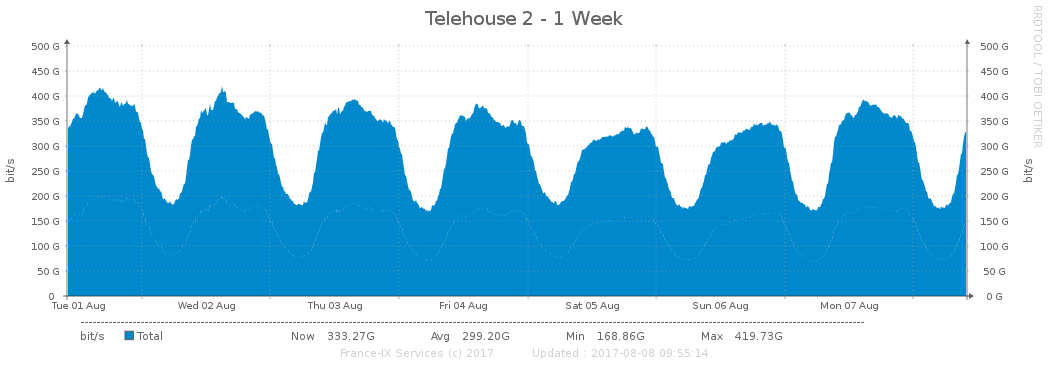 Telehouse 2 - 1 Week
RRDTOOL / TOBI OETIKER
bit/s
500 G 500 G
450 G 450 G
400 G 400 G
350 G 350 G
300 G 300 G
250 G 250 G
200 G 200 G
150 G 150 G
100 G 100 G
50 G 50 G
0 0 G
bit/s
Tue 01 Aug Wed 02 Aug Thu 03 Aug Fri 04 Aug Sat 05 Aug Sun 06 Aug Mon 07 Aug
bit/s Total Now 333.27G Avg 299.20G Min 168.86G Max 419.73G
France-IX Services (c) 2017 Updated : 2017-08-08 09:55:14